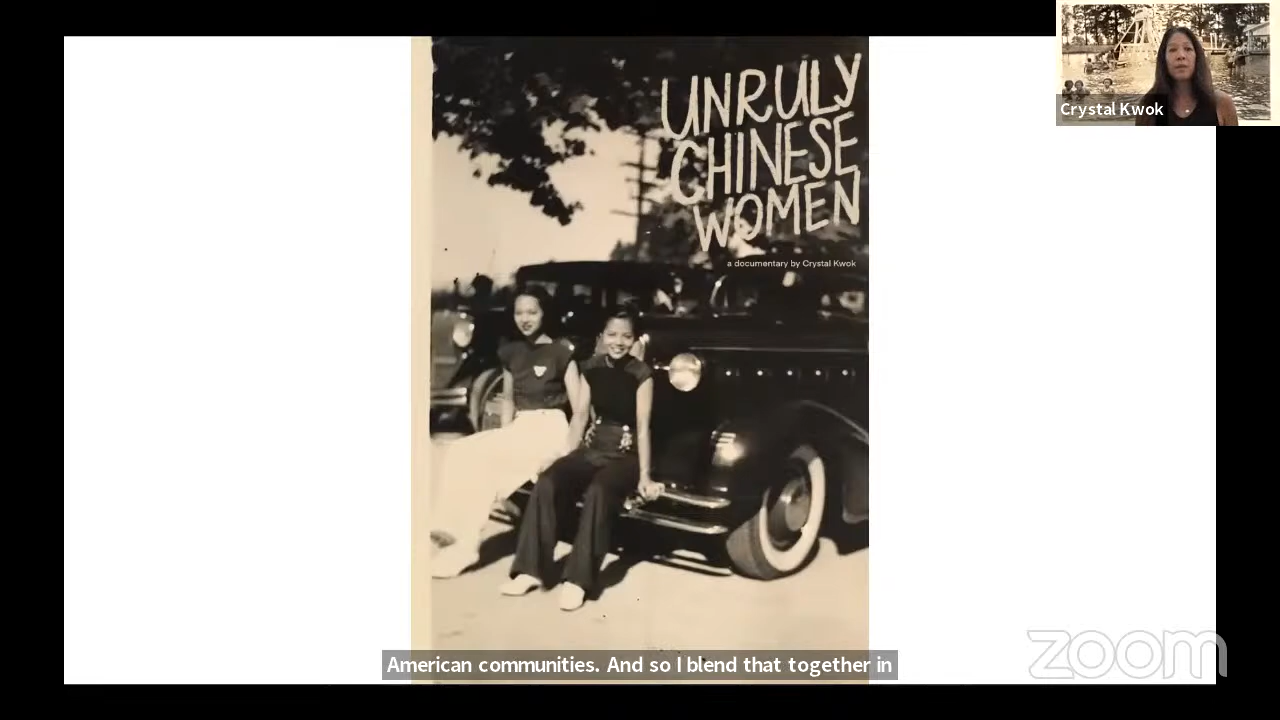 UNRULY
CHINESE
WOMEN
a documentary by Crystal Kwok
Crystal Kwok
American communities. And so I blend that together in
zoom